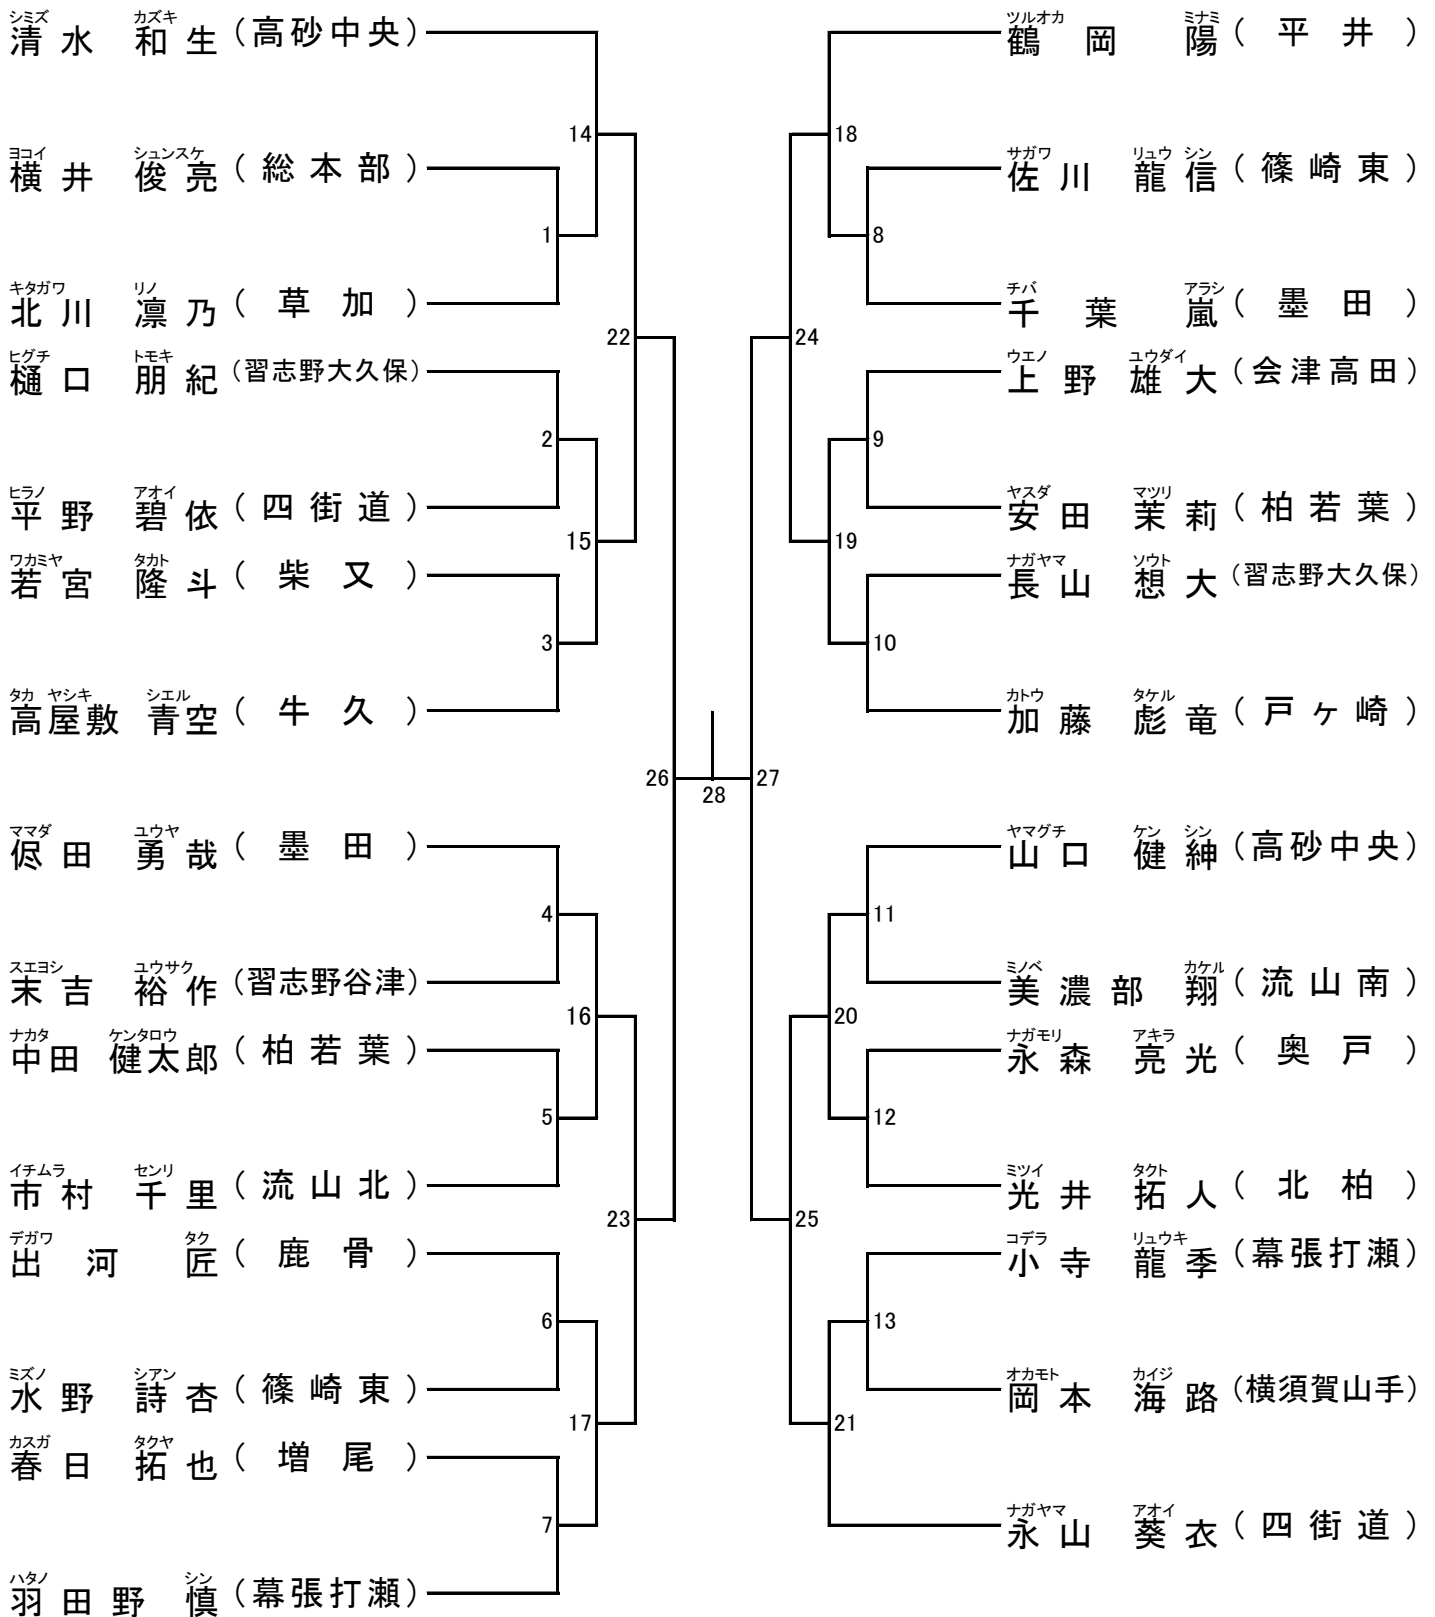 シミズ カズキ
清水 和生 (高砂中央)
14
ヨコイ シュンスケ
横井 俊亮 (総本部)
1
キタガワ リノ
北川 凛乃 (草加)
22
ヒグチ トモキ
樋口 朋紀 (習志野大久保)
2
ヒラノ アオイ
平野 碧依 (四街道)
15
ワカミヤ タカト
若宮 隆斗 (柴又)
3
タカ ヤシキ シエル
高屋敷 青空 (牛久)
26
ママダ ユウヤ
侭田 勇哉 (墨田)
4
スエヨシ ユウサク
末吉 裕作 (習志野谷津)
16
ナカタ ケンタロウ
中田 健太郎 (柏若葉)
5
イチムラ センリ
市村 千里 (流山北)
23
デガワ タク
出河 匠 (鹿骨)
6
ミズノ シアン
水野 詩杏 (篠崎東)
17
カスガ タクヤ
春日 拓也 (増尾)
7
ハタノ シン
羽田野 慎 (幕張打瀬)
28
ツルオカ ミナミ
鶴岡 陽 (平井)
18
サガワ リュウ シン
佐川 龍信 (篠崎東)
8
チバ アラシ
千葉 嵐 (墨田)
24
ウエノ ユウダイ
上野 雄大 (会津高田)
9
ヤスダ マツリ
安田 茉莉 (柏若葉)
19
ナガヤマ ソウト
長山 想大 (習志野大久保)
10
カトウ タケル
加藤 彪竜 (戸ヶ崎)
27
ヤマグチ ケン シン
山口 健紳 (高砂中央)
11
ミノベ カケル
美濃部 翔 (流山南)
20
ナガモリ アキラ
永森 亮光 (奥戸)
12
ミツイ タクト
光井 拓人 (北柏)
25
コデラ リュウキ
小寺 龍季 (幕張打瀬)
13
オカモト カイジ
岡本 海路 (横須賀山手)
21
ナガヤマ アオイ
永山 葵衣 (四街道)